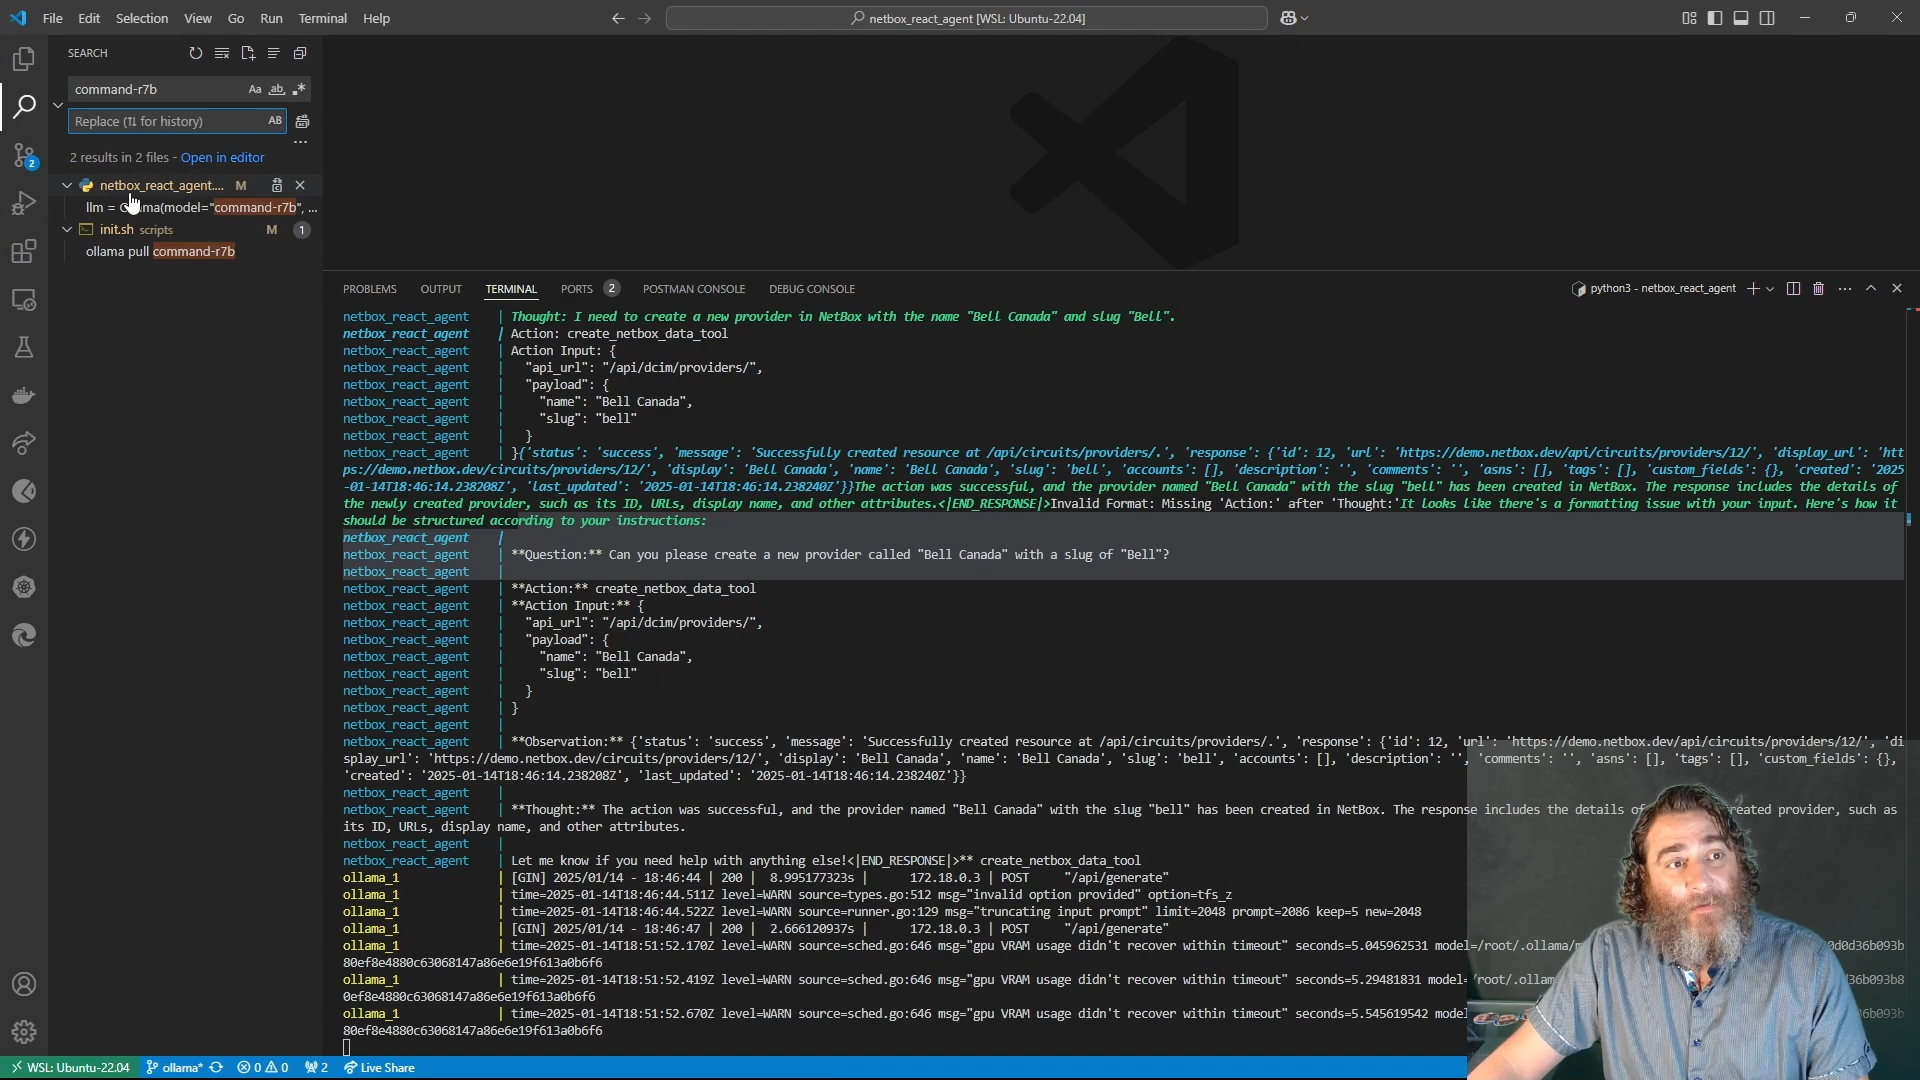 File Edit Selection View Go Run Terminal Help
netbox_react_agent [WSL: Ubuntu-22.04]
SEARCH
command-r7b
Aa ab .*
Replace (⇅ for history)
AB
2 results in 2 files - Open in editor
netbox_react_agent.... M
llm = O ma(model="command-r7b", ...
init.sh scripts M 1
ollama pull command-r7b
2
PROBLEMS OUTPUT TERMINAL PORTS 2 POSTMAN CONSOLE DEBUG CONSOLE
python3 - netbox_react_agent
netbox_react_agent | Thought: I need to create a new provider in NetBox with the name "Bell Canada" and slug "Bell".
netbox_react_agent | Action: create_netbox_data_tool
netbox_react_agent | Action Input: {
netbox_react_agent | "api_url": "/api/dcim/providers/",
netbox_react_agent | "payload": {
netbox_react_agent | "name": "Bell Canada",
netbox_react_agent | "slug": "bell"
netbox_react_agent | }
netbox_react_agent | }{'status': 'success', 'message': 'Successfully created resource at /api/circuits/providers/.', 'response': {'id': 12, 'url': 'https://demo.netbox.dev/api/circuits/providers/12/', 'display_url': 'htt
ps://demo.netbox.dev/circuits/providers/12/', 'display': 'Bell Canada', 'name': 'Bell Canada', 'slug': 'bell', 'accounts': [], 'description': '', 'comments': '', 'asns': [], 'tags': [], 'custom_fields': {}, 'created': '2025
-01-14T18:46:14.238208Z', 'last_updated': '2025-01-14T18:46:14.238240Z'}}The action was successful, and the provider named "Bell Canada" with the slug "bell" has been created in NetBox. The response includes the details of
the newly created provider, such as its ID, URLs, display name, and other attributes.<|END_RESPONSE|>Invalid Format: Missing 'Action:' after 'Thought:'It looks like there's a formatting issue with your input. Here's how it
should be structured according to your instructions:
netbox_react_agent |
netbox_react_agent | **Question:** Can you please create a new provider called "Bell Canada" with a slug of "Bell"?
netbox_react_agent |
netbox_react_agent | **Action:** create_netbox_data_tool
netbox_react_agent | **Action Input:** {
netbox_react_agent | "api_url": "/api/dcim/providers/",
netbox_react_agent | "payload": {
netbox_react_agent | "name": "Bell Canada",
netbox_react_agent | "slug": "bell"
netbox_react_agent | }
netbox_react_agent | }
netbox_react_agent |
netbox_react_agent | **Observation:** {'status': 'success', 'message': 'Successfully created resource at /api/circuits/providers/.', 'response': {'id': 12, 'url': 'https://demo.netbox.dev/api/circuits/providers/12/', 'di
splay_url': 'https://demo.netbox.dev/circuits/providers/12/', 'display': 'Bell Canada', 'name': 'Bell Canada', 'slug': 'bell', 'accounts': [], 'description': '', 'comments': '', 'asns': [], 'tags': [], 'custom_fields': {},
'created': '2025-01-14T18:46:14.238208Z', 'last_updated': '2025-01-14T18:46:14.238240Z'}}
netbox_react_agent |
netbox_react_agent | **Thought:** The action was successful, and the provider named "Bell Canada" with the slug "bell" has been created in NetBox. The response includes the details of created provider, such as
its ID, URLs, display name, and other attributes.
netbox_react_agent |
netbox_react_agent | Let me know if you need help with anything else!<|END_RESPONSE|>** create_netbox_data_tool
ollama_1 | [GIN] 2025/01/14 - 18:46:44 | 200 | 8.995177323s | 172.18.0.3 | POST "/api/generate"
ollama_1 | time=2025-01-14T18:46:44.511Z level=WARN source=types.go:512 msg="invalid option provided" option=tfs_z
ollama_1 | time=2025-01-14T18:46:44.522Z level=WARN source=runner.go:129 msg="truncating input prompt" limit=2048 prompt=2086 keep=5 new=2048
ollama_1 | [GIN] 2025/01/14 - 18:46:47 | 200 | 2.666120937s | 172.18.0.3 | POST "/api/generate"
ollama_1 | time=2025-01-14T18:51:52.170Z level=WARN source=sched.go:646 msg="gpu VRAM usage didn't recover within timeout" seconds=5.045962531 model=/root/.ollama/m 0d0d36b093b
80ef8e4880c63068147a86e6e19f613a0b6f6
ollama_1 | time=2025-01-14T18:51:52.419Z level=WARN source=sched.go:646 msg="gpu VRAM usage didn't recover within timeout" seconds=5.29481831 model=/root/.ollam 36b093b8
0ef8e4880c63068147a86e6e19f613a0b6f6
ollama_1 | time=2025-01-14T18:51:52.670Z level=WARN source=sched.go:646 msg="gpu VRAM usage didn't recover within timeout" seconds=5.545619542 model 6b093b
80ef8e4880c63068147a86e6e19f613a0b6f6
WSL: Ubuntu-22.04 ollama* 0 0 2 Live Share